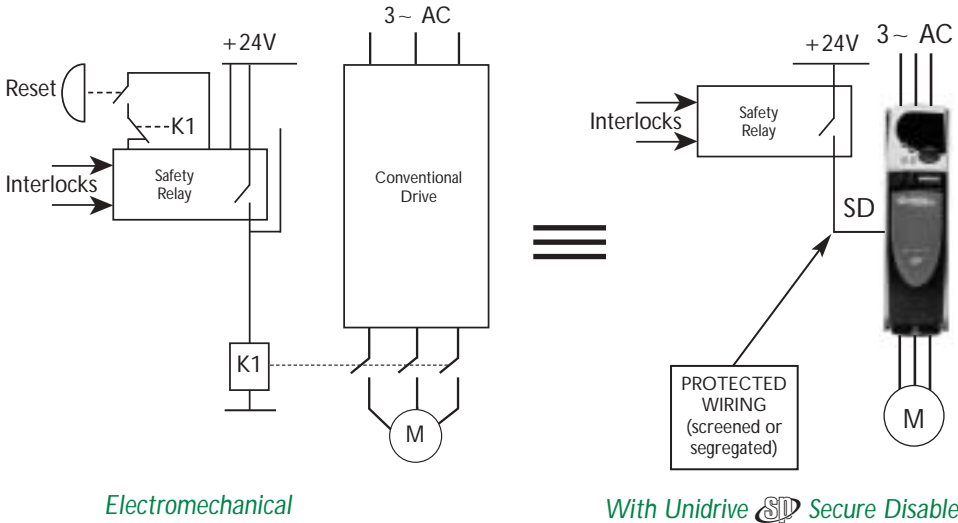 3~ AC
+24V
Reset
K1
Interlocks
Safety
Relay
Conventional
Drive
K1
M
Electromechanical
3~ AC
+24V
Interlocks
Safety
Relay
SD
PROTECTED
WIRING
(screened or
segregated)
M
With Unidrive SP Secure Disable